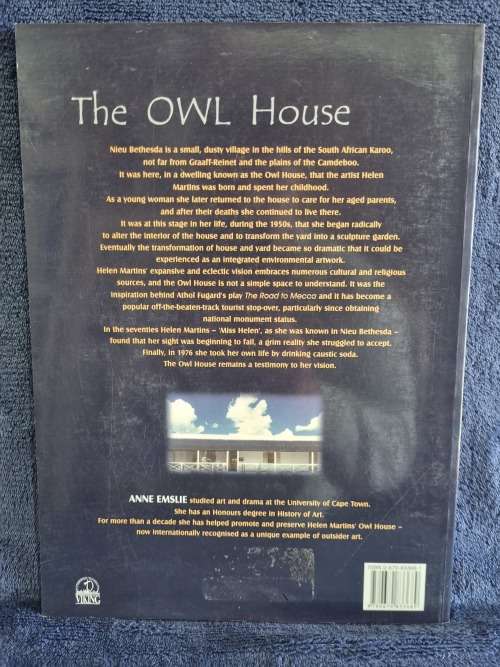 The OWL House
Nieu Bethesda is a small, dusty village in the hills of the South African Karoo,
not far from Graaff-Reinet and the plains of the Camdeboo.
It was here, in a dwelling known as the Owl House, that the artist Helen
Martins was born and spent her childhood.
As a young woman she later returned to the house to care for her aged parents,
and after their deaths she continued to live there.
It was at this stage in her life, during the 1950s, that she began radically
to alter the interior of the house and to transform the yard into a sculpture garden.
Eventually the transformation of house and yard became so dramatic that it could be
experienced as an integrated environmental artwork.
Helen Martins' expansive and eclectic vision embraces numerous cultural and religious
sources, and the Owl House is not a simple space to understand. It was the
inspiration behind Athol Fugard's play The Road to Mecca and it has become a
popular off-the-beaten-track tourist stop-over, particularly since obtaining
national monument status.
In the seventies Helen Martins – 'Miss Helen', as she was known in Nieu Bethesda –
found that her sight was beginning to fail, a grim reality she struggled to accept.
Finally, in 1976 she took her own life by drinking caustic soda.
The Owl House remains a testimony to her vision.
ANNE EMSLIE studied art and drama at the University of Cape Town.
She has an Honours degree in History of Art.
For more than a decade she has helped promote and preserve Helen Martins' Owl House –
now internationally recognised as a unique example of outsider art.
VIKING